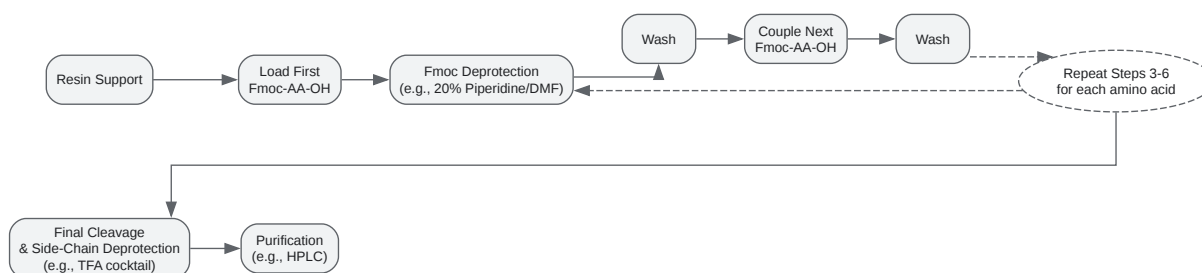 Resin Support
Load First
Fmoc-AA-OH
Fmoc Deprotection
(e.g., 20% Piperidine/DMF)
Wash
Couple Next
Fmoc-AA-OH
Wash
Repeat Steps 3-6
for each amino acid
Final Cleavage
& Side-Chain Deprotection
(e.g., TFA cocktail)
Purification
(e.g., HPLC)